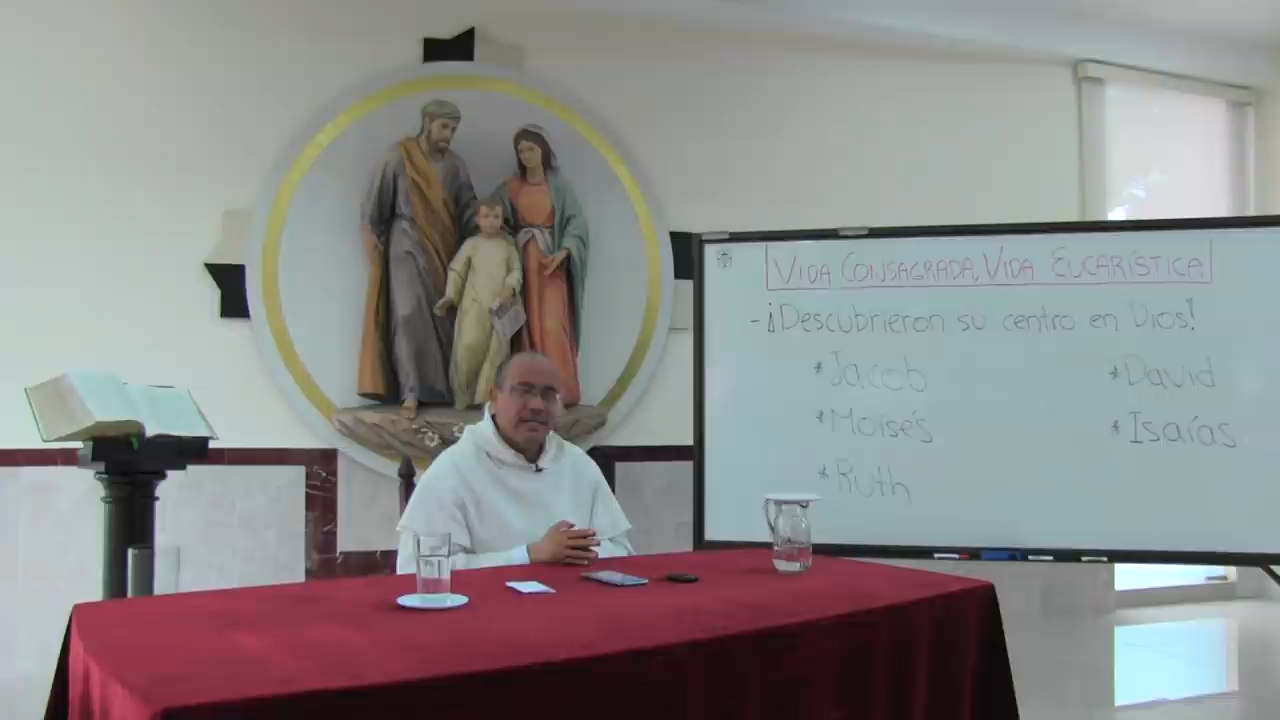 VIDA CONSAGRADA, VIDA EUCARÍSTICA
- ¡Descubrieron su centro en Dios!
* Jacob
* Moisés
* Ruth
* David
* Isaías